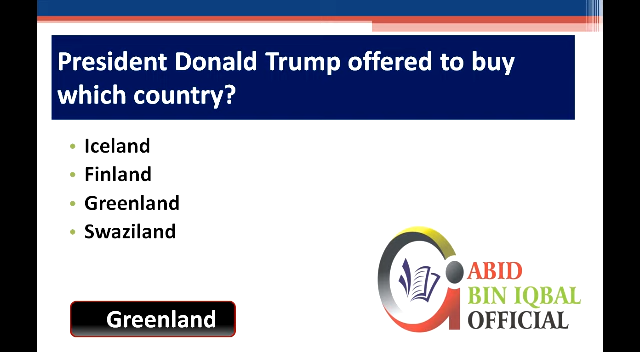 President Donald Trump offered to buy
which country?
• Iceland
• Finland
• Greenland
• Swaziland
ABID
BIN IQBAL
OFFICIAL
Greenland